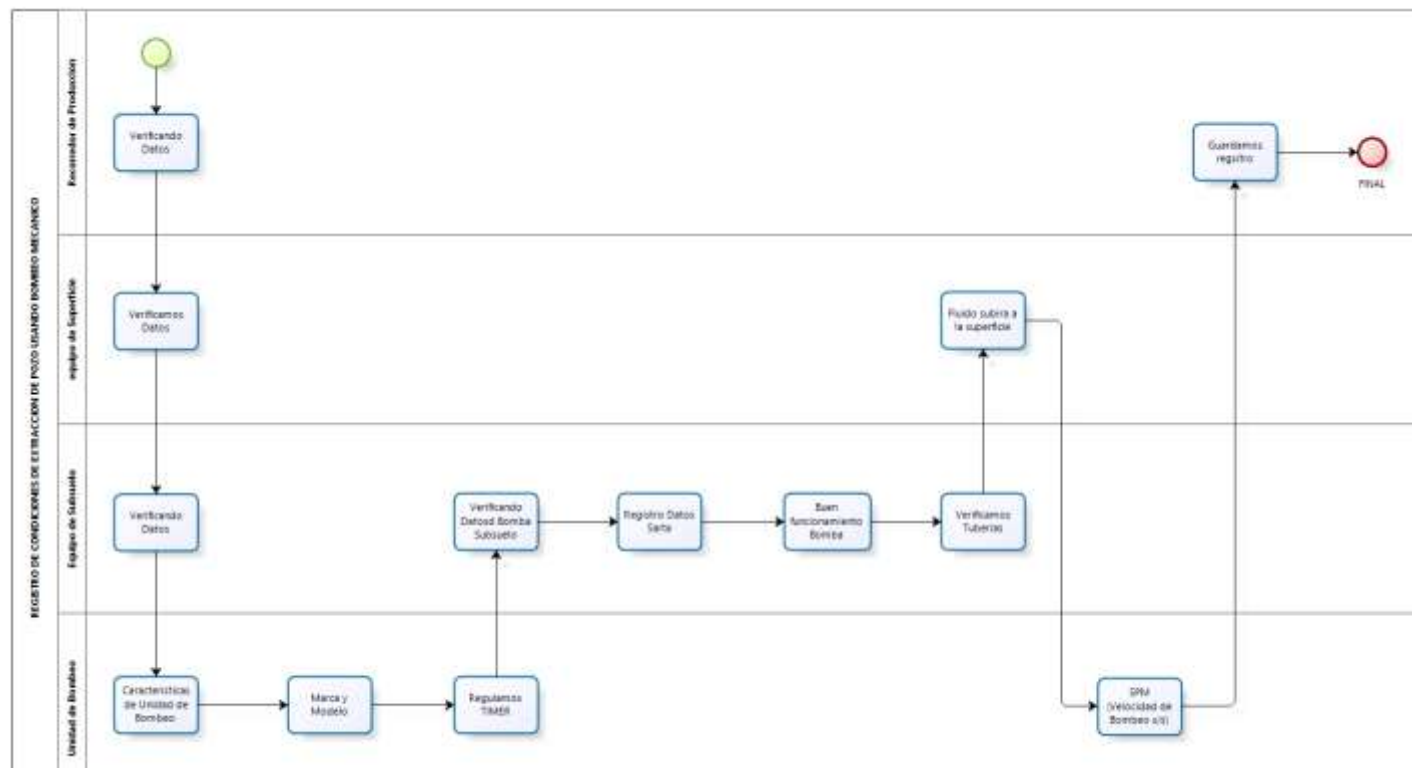 REGISTRO DE CONDICIONES DE EXTRACCION DE POZO USANDO BOMBEO MECANICO
Recorredor de Produccion
Verificando
Datos
Guardamos
registro
FINAL
equipo de Superficie
Verificamos
Datos
Fluido subira a
la superficie
Equipo de Subsuelo
Verificando
Datos
Verificando
Datosd Bomba
Subsuelo
Registro Datos
Sarta
Buen
funcionamiento
Bomba
Verificamos
Tuberias
Unidad de Bombeo
Caracteristicas
de Unidad de
Bombeo
Marca y
Modelo
Regulamos
TIMER
SPM
(Velocidad de
Bombeo